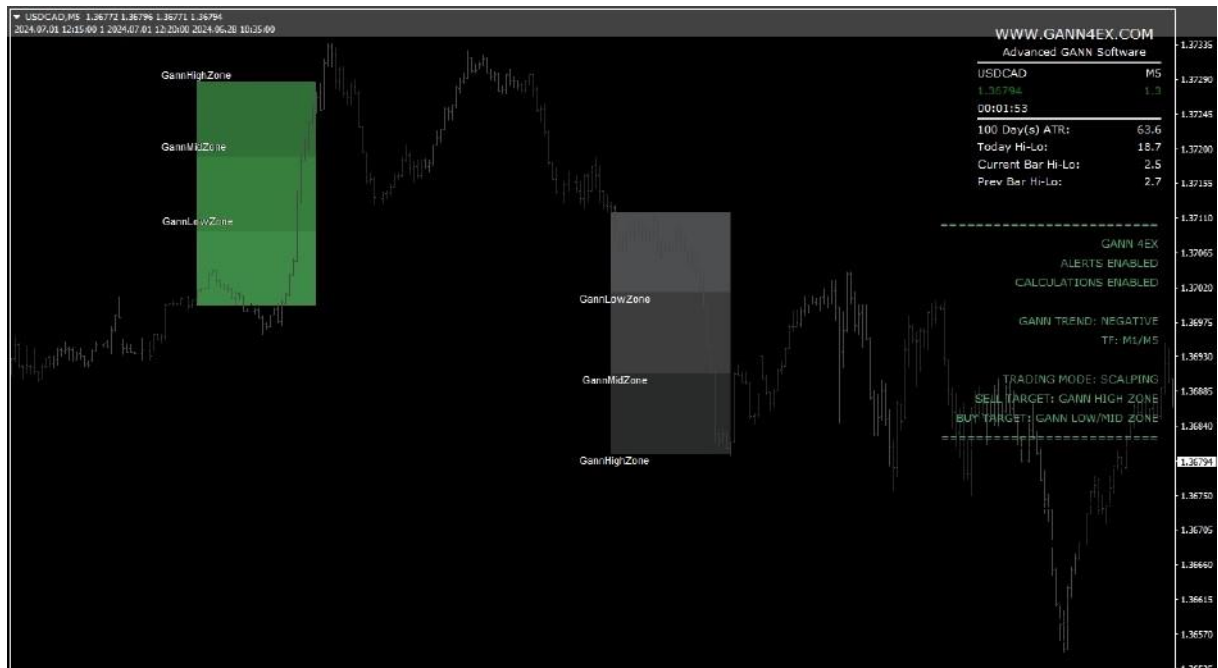 USDCAD,M5 1.36772 1.36796 1.36771 1.36794
2024.07.01 12:15:00 1 2024.07.01 12:20:00 2024.06.28 10:35:00
WWW.GANN4EX.COM
Advanced GANN Software
USDCAD M5
1.36794 1.3
00:01:53
100 Day(s) ATR: 63.6
Today Hi-Lo: 18.7
Current Bar Hi-Lo: 2.5
Prev Bar Hi-Lo: 2.7
GANN 4EX
ALERTS ENABLED
CALCULATIONS ENABLED
GANN TREND: NEGATIVE
TF: M1/M5
TRADING MODE: SCALPING
SELL TARGET: GANN HIGH ZONE
BUY TARGET: GANN LOW/MID ZONE
GannHighZone
GannMidZone
GannLowZone
GannLowZone
GannMidZone
GannHighZone
1.37335
1.37290
1.37245
1.37200
1.37155
1.37110
1.37065
1.37020
1.36975
1.36930
1.36885
1.36840
1.36794
1.36750
1.36705
1.36660
1.36615
1.36570